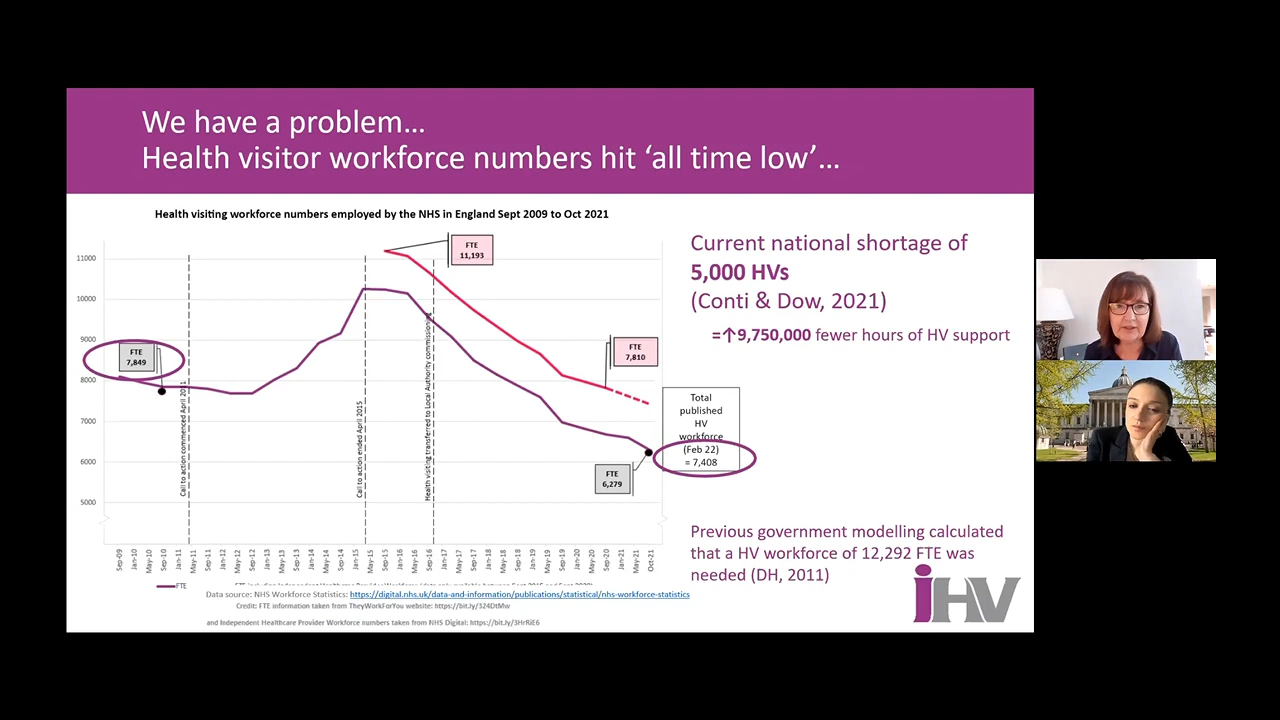 We have a problem…
Health visitor workforce numbers hit ‘all time low’…
Health visiting workforce numbers employed by the NHS in England Sept 2009 to Oct 2021
11000
10000
9000
8000
7000
6000
5000
FTE
7,849
FTE
11,193
FTE
7,810
FTE
6,279
Call to action commenced April 2011
Call to action ended April 2015
Health visiting transferred to Local Authority commissioning
Total
published
HV
workforce
(Feb 22)
= 7,408
Sep-09
Jan-10
May-10
Sep-10
Jan-11
May-11
Sep-11
Jan-12
May-12
Sep-12
Jan-13
May-13
Sep-13
Jan-14
May-14
Sep-14
Jan-15
May-15
Sep-15
Jan-16
May-16
Sep-16
Jan-17
May-17
Sep-17
Jan-18
May-18
Sep-18
Jan-19
May-19
Sep-19
Jan-20
May-20
Sep-20
Jan-21
May-21
Oct-21
FTE
Data source: NHS Workforce Statistics: https://digital.nhs.uk/data-and-information/publications/statistical/nhs-workforce-statistics
Credit: FTE information taken from TheyWorkForYou website: https://bit.ly/324DtMw
and Independent Healthcare Provider Workforce numbers taken from NHS Digital: https://bit.ly/3HrRiE6
Current national shortage of
5,000 HVs
(Conti & Dow, 2021)
=↑9,750,000 fewer hours of HV support
Previous government modelling calculated
that a HV workforce of 12,292 FTE was
needed (DH, 2011)
iHV